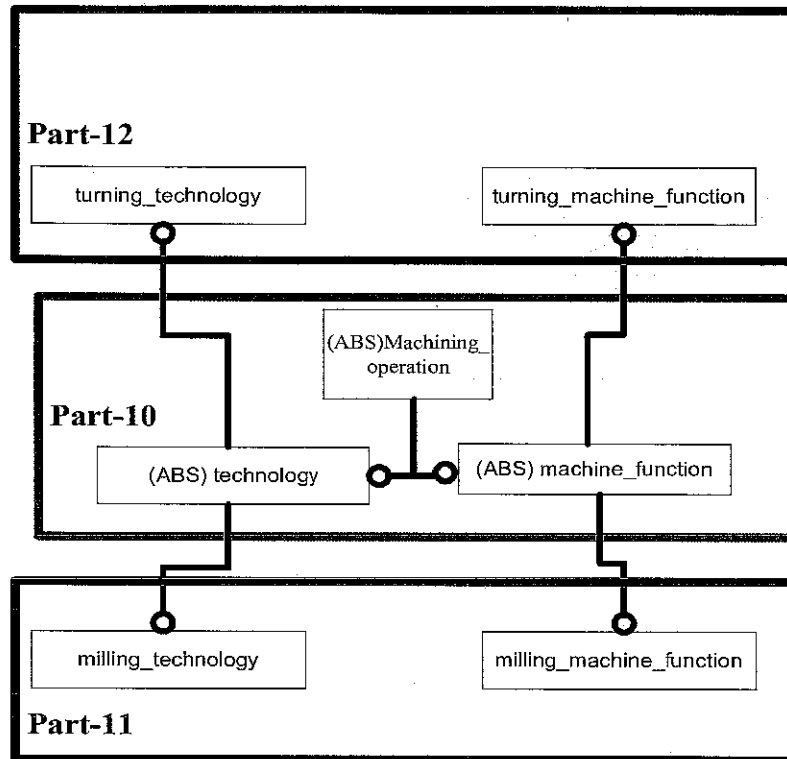 Part-12
turning_technology
turning_machine_function
(ABS)Machining_
operation
Part-10
(ABS) technology
(ABS) machine_function
milling_technology
milling_machine_function
Part-11